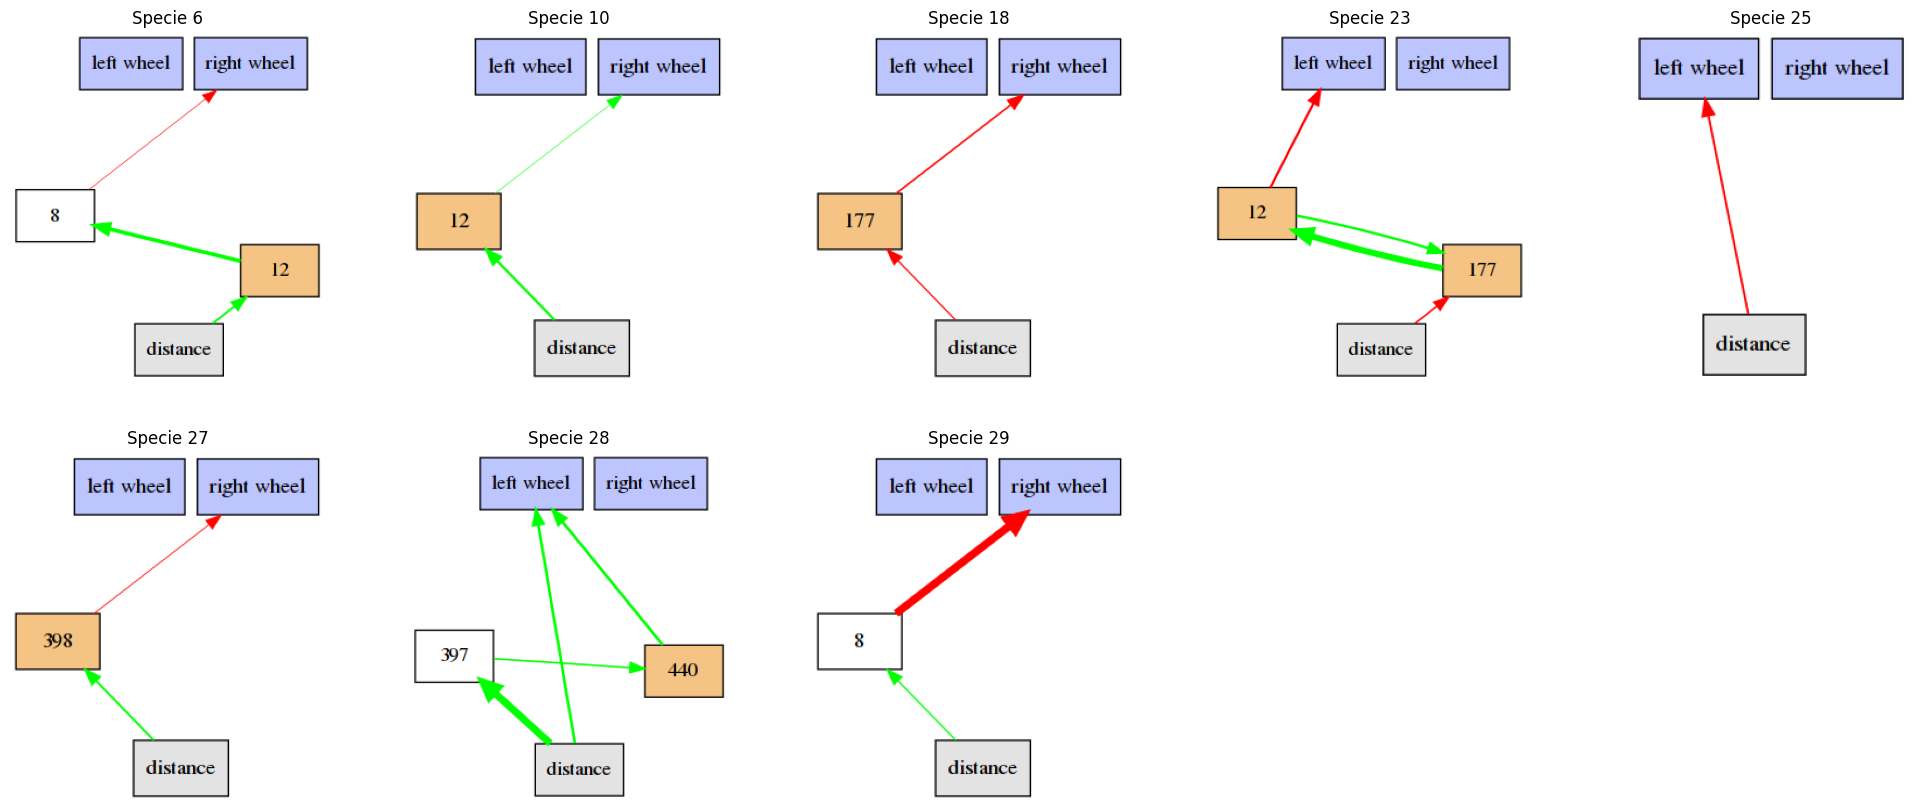 Specie 6
left wheel
right wheel
8
12
distance
Specie 10
left wheel
right wheel
12
distance
Specie 18
left wheel
right wheel
177
distance
Specie 23
left wheel
right wheel
12
177
distance
Specie 25
left wheel
right wheel
distance
Specie 27
left wheel
right wheel
398
distance
Specie 28
left wheel
right wheel
397
440
distance
Specie 29
left wheel
right wheel
8
distance